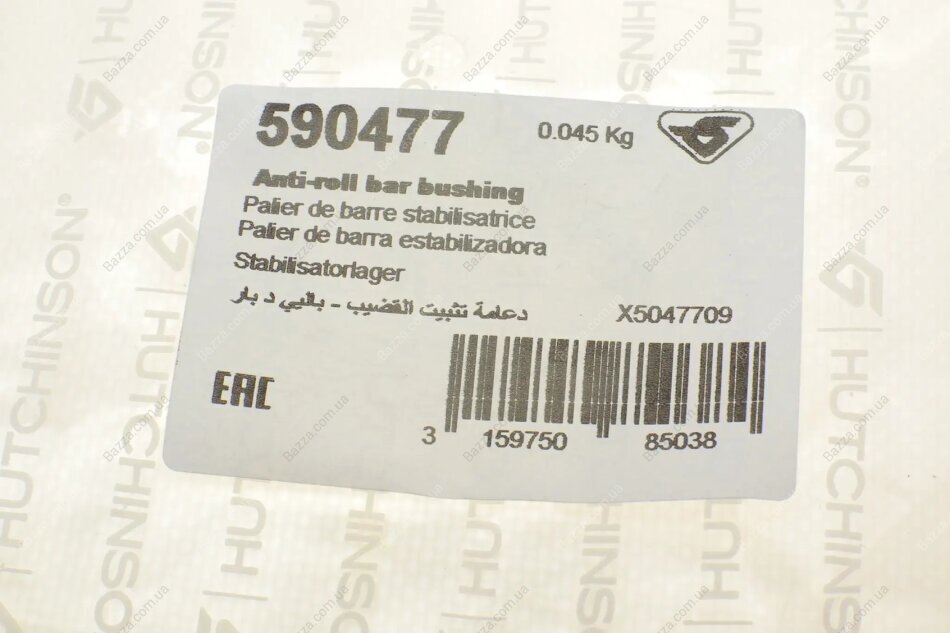 590477
0.045 Kg
Anti-roll bar bushing
Palier de barre stabilisatrice
Palier de barra estabilizadora
Stabilisatorlager
دعامة تثبيت القضيب - باليي د بار
X5047709
EAC
3 159750 85038
HUTCHINSON
Bazza.com.ua